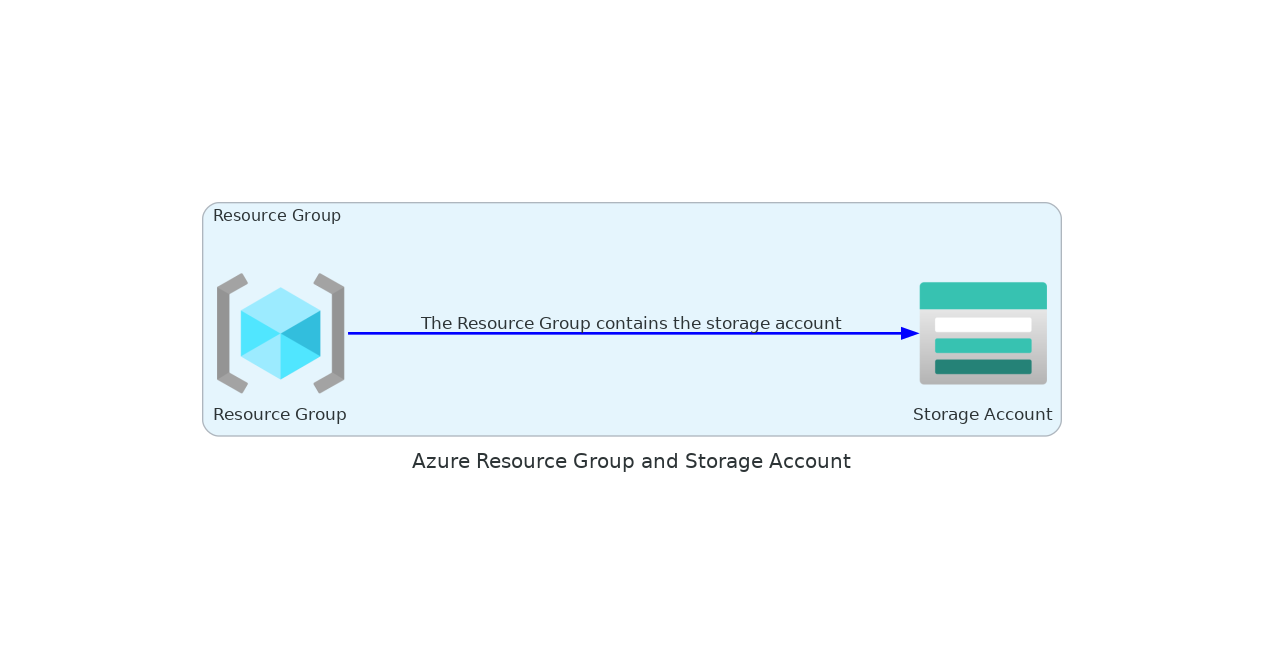 Resource Group
The Resource Group contains the storage account
Resource Group
Storage Account
Azure Resource Group and Storage Account